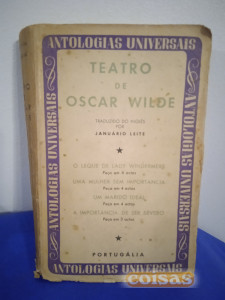 ANTOLOGIAS UNIVERSAIS
TEATRO
DE
OSCAR WILDE
TRADUZIDO DO INGLÊS
POR
JANUÁRIO LEITE
O LEQUE DE LADY WINDERMERE
Peça em 4 actos
UMA MULHER SEM IMPORTÂNCIA
Peça em 4 actos
UM MARIDO IDEAL
Peça em 4 actos
A IMPORTÂNCIA DE SER SEVERO
Peça em 3 actos
PORTUGÁLIA
ANTOLOGIAS UNIVERSAIS
ANTOLOGIAS UNIVERSAIS
ANTOLOGIAS UNIVERSAIS
coisas